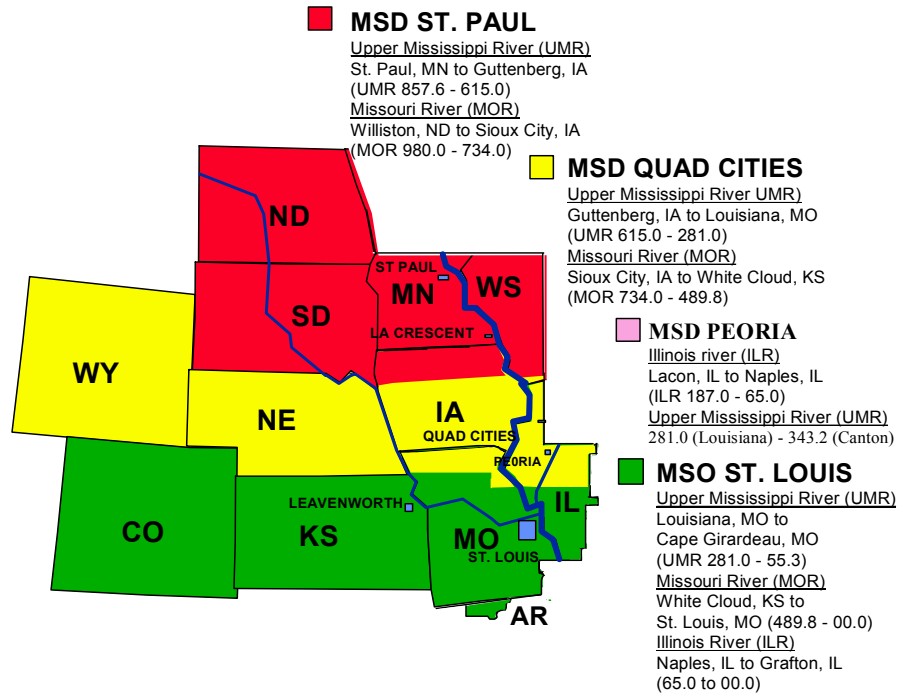 MSD ST. PAUL
Upper Mississippi River (UMR)
St. Paul, MN to Guttenberg, IA
(UMR 857.6 - 615.0)
Missouri River (MOR)
Williston, ND to Sioux City, IA
(MOR 980.0 - 734.0)
MSD QUAD CITIES
Upper Mississippi River UMR)
Guttenberg, IA to Louisiana, MO
(UMR 615.0 - 281.0)
Missouri River (MOR)
Sioux City, IA to White Cloud, KS
(MOR 734.0 - 489.8)
MSD PEORIA
Illinois river (ILR)
Lacon, IL to Naples, IL
(ILR 187.0 - 65.0)
Upper Mississippi River (UMR)
281.0 (Louisiana) - 343.2 (Canton)
MSO ST. LOUIS
Upper Mississippi River (UMR)
Louisiana, MO to
Cape Girardeau, MO
(UMR 281.0 - 55.3)
Missouri River (MOR)
White Cloud, KS to
St. Louis, MO (489.8 - 00.0)
Illinois River (ILR)
Naples, IL to Grafton, IL
(65.0 to 00.0)
ND
ST PAUL
MN
WS
SD
LA CRESCENT
WY
NE
IA
QUAD CITIES
PE0RIA
LEAVENWORTH
IL
CO
KS
MO
ST. LOUIS
AR